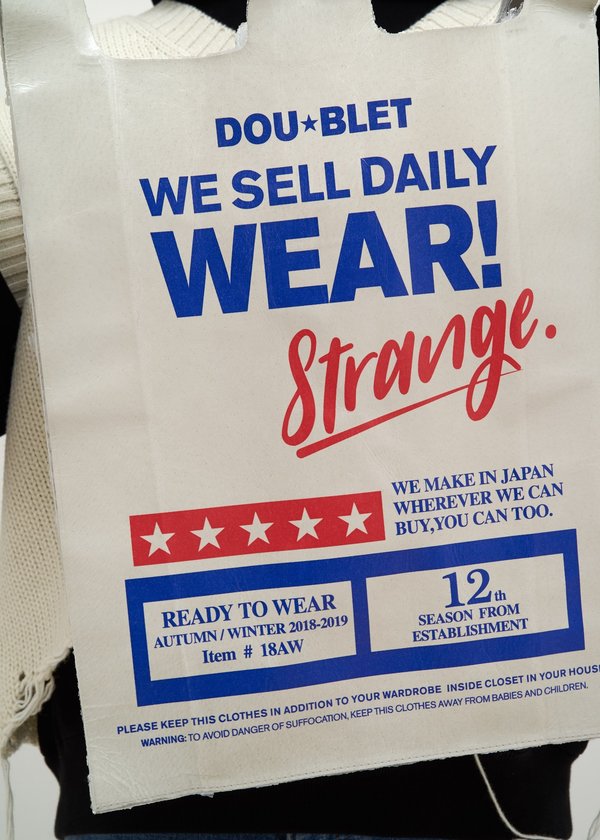 DOU★BLET
WE SELL DAILY
WEAR!
Strange.
WE MAKE IN JAPAN
WHEREVER WE CAN
BUY,YOU CAN TOO.
READY TO WEAR
AUTUMN / WINTER 2018-2019
Item # 18AW
12th
SEASON FROM
ESTABLISHMENT
PLEASE KEEP THIS CLOTHES IN ADDITION TO YOUR WARDROBE INSIDE CLOSET IN YOUR HOUSE
WARNING: TO AVOID DANGER OF SUFFOCATION, KEEP THIS CLOTHES AWAY FROM BABIES AND CHILDREN.